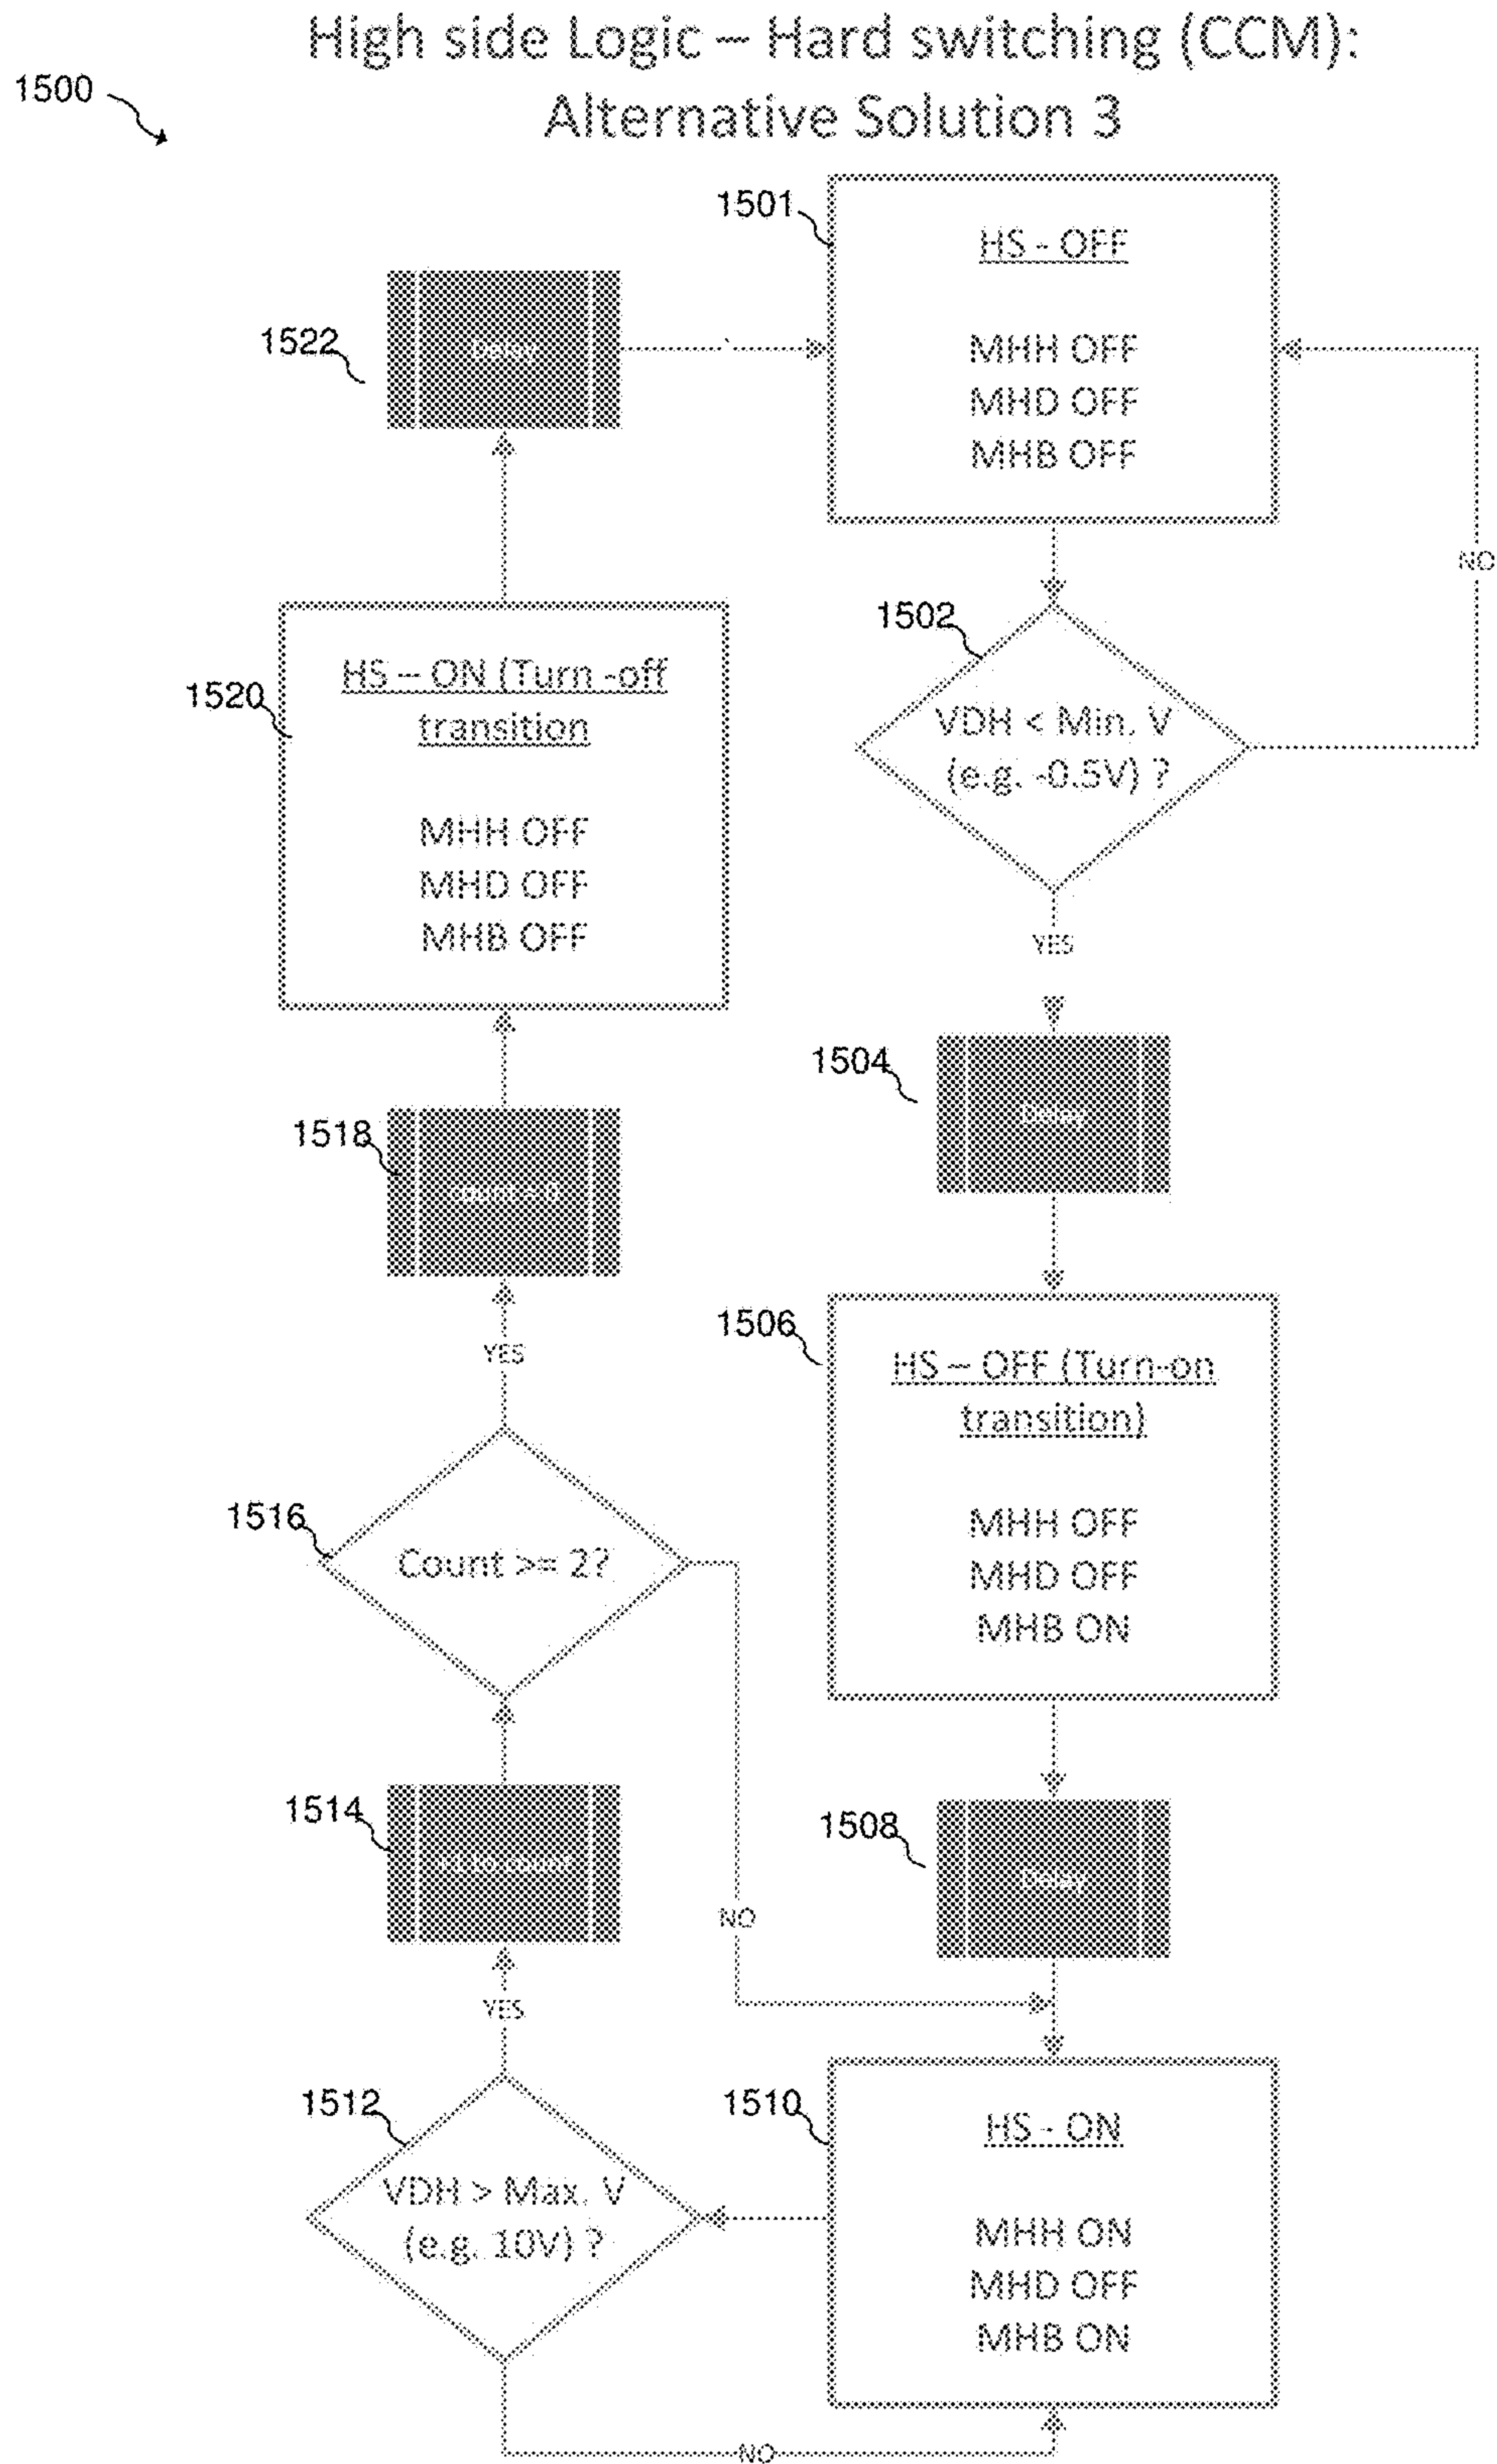 High side Logic – Hard switching (CCM):
Alternative Solution 3
1500
1501
HS - OFF
MHH OFF
MHD OFF
MHB OFF
1522
Delay
NO
1502
VDH < Min. V
(e.g. -0.5V) ?
YES
1520
HS – ON (Turn -off
transition
MHH OFF
MHD OFF
MHB OFF
1504
Delay
1518
1506
HS – OFF (Turn-on
transition)
MHH OFF
MHD OFF
MHB ON
YES
1516
Count >= 2?
NO
1514
1508
Delay
YES
1512
VDH > Max. V
(e.g. 10V) ?
NO
1510
HS - ON
MHH ON
MHD OFF
MHB ON